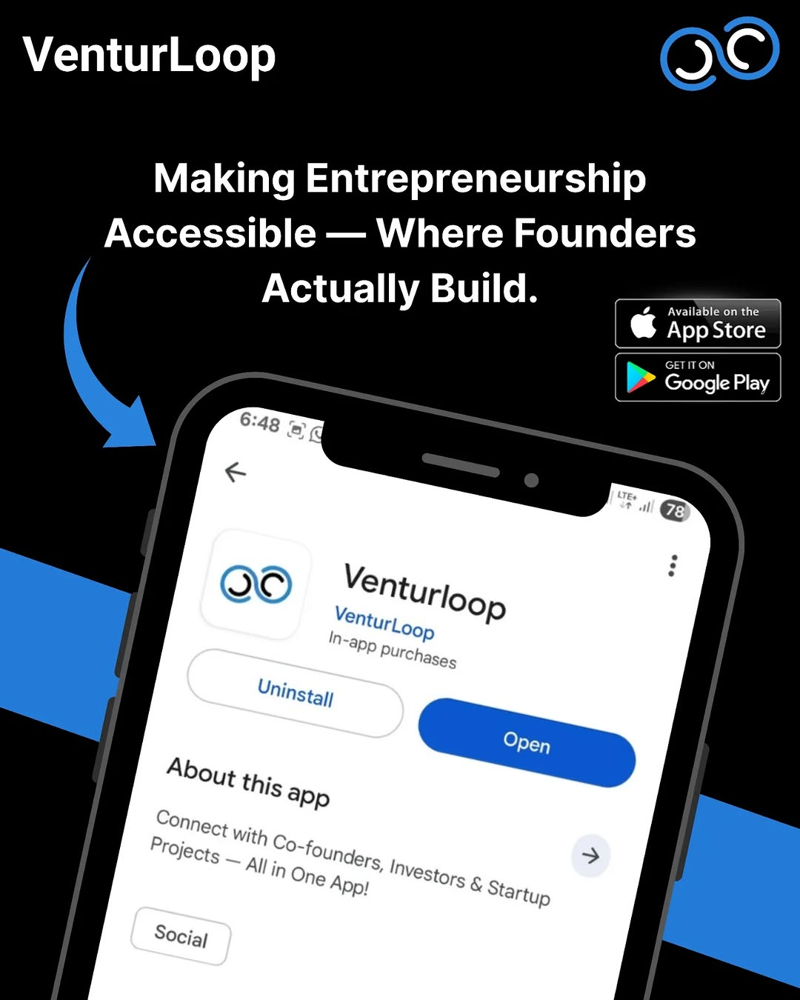 VenturLoop
Making Entrepreneurship
Accessible — Where Founders
Actually Build.
Available on the
App Store
GET IT ON
Google Play
6:48
LTE+
78
Venturloop
VenturLoop
In-app purchases
Uninstall
Open
About this app
Connect with Co-founders, Investors & Startup
Projects — All in One App!
Social